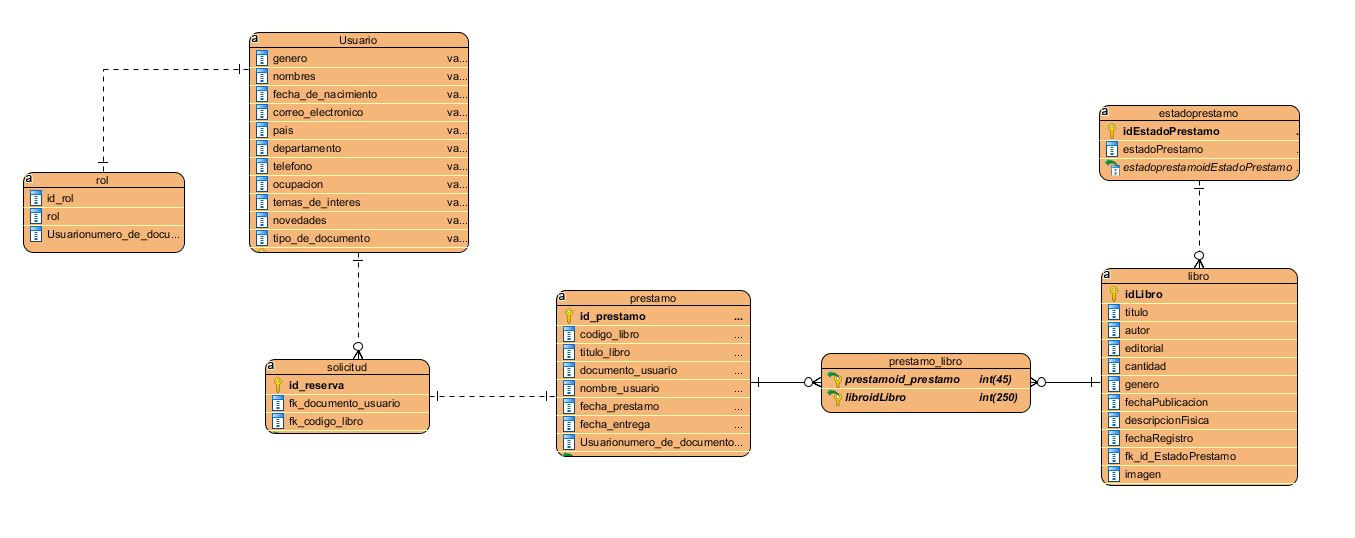 Usuario
genero va...
nombres va...
fecha_de_nacimiento va...
correo_electronico va...
pais va...
departamento va...
telefono va...
ocupacion va...
temas_de_interes va...
novedades va...
tipo_de_documento va...
rol
id_rol
rol
Usuarionumero_de_docu...
solicitud
id_reserva
fk_documento_usuario
fk_codigo_libro
prestamo
id_prestamo ...
codigo_libro ...
titulo_libro ...
documento_usuario ...
nombre_usuario ...
fecha_prestamo ...
fecha_entrega ...
Usuarionumero_de_documento...
prestamo_libro
prestamoid_prestamo int(45)
libroidLibro int(250)
estadoprestamo
idEstadoPrestamo .
estadoPrestamo .
estadoprestamoidEstadoPrestamo .
libro
idLibro
titulo
autor
editorial
cantidad
genero
fechaPublicacion
descripcionFisica
fechaRegistro
fk_id_EstadoPrestamo
imagen